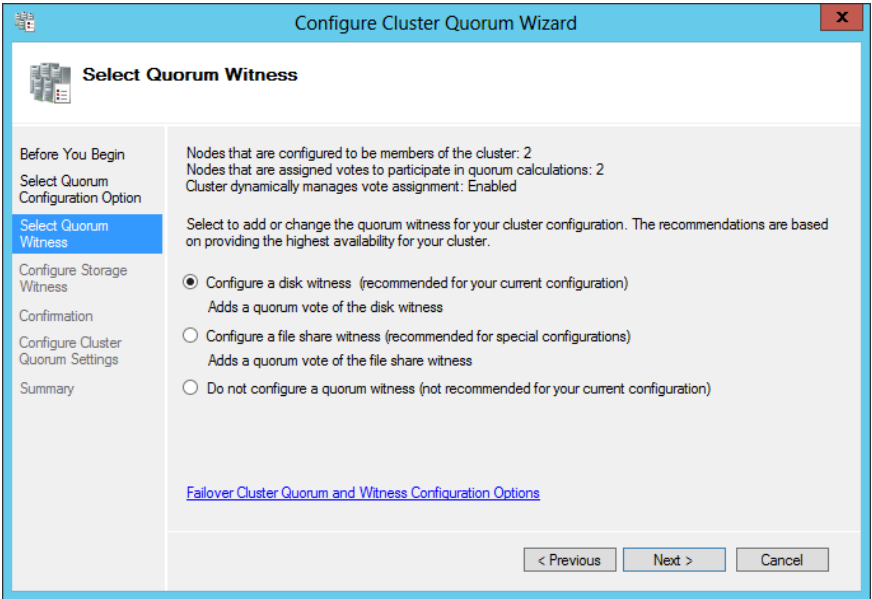 Configure Cluster Quorum Wizard
x
Select Quorum Witness
Before You Begin
Select Quorum
Configuration Option
Select Quorum
Witness
Configure Storage
Witness
Confirmation
Configure Cluster
Quorum Settings
Summary
Nodes that are configured to be members of the cluster: 2
Nodes that are assigned votes to participate in quorum calculations: 2
Cluster dynamically manages vote assignment: Enabled
Select to add or change the quorum witness for your cluster configuration. The recommendations are based
on providing the highest availability for your cluster.
Configure a disk witness (recommended for your current configuration)
Adds a quorum vote of the disk witness
Configure a file share witness (recommended for special configurations)
Adds a quorum vote of the file share witness
Do not configure a quorum witness (not recommended for your current configuration)
Failover Cluster Quorum and Witness Configuration Options
< Previous
Next >
Cancel